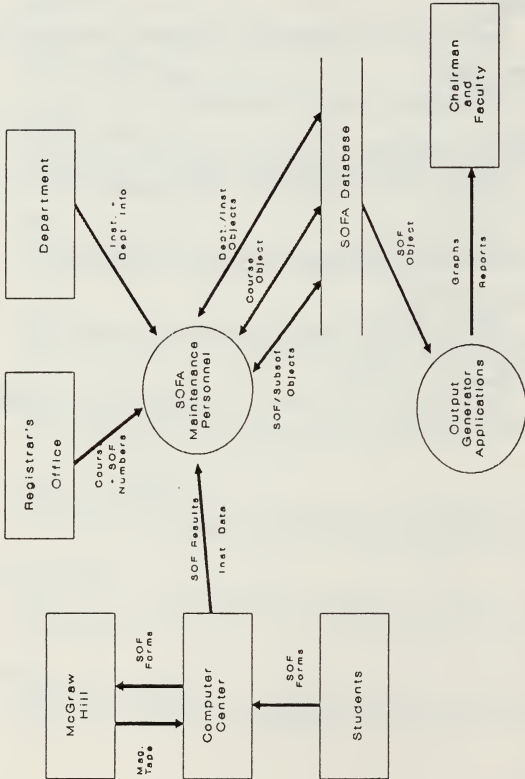 McGraw
Hill
Mag.
Tape
SOF
Forms
Computer
Center
SOF
Forms
Students
SOF Results
Inst Data
Registrar's
Office
Cours
- SOF
Numbers
Department
Inst. -
Dept Info
SOFA
Maintenance
Personnel
Dept./Inst
Objects
Course
Object
SOF/Subsof
Objects
SOFA Database
SOF
Object
Output
Generator
Applications
Graphs
Reports
Chairman
and
Faculty